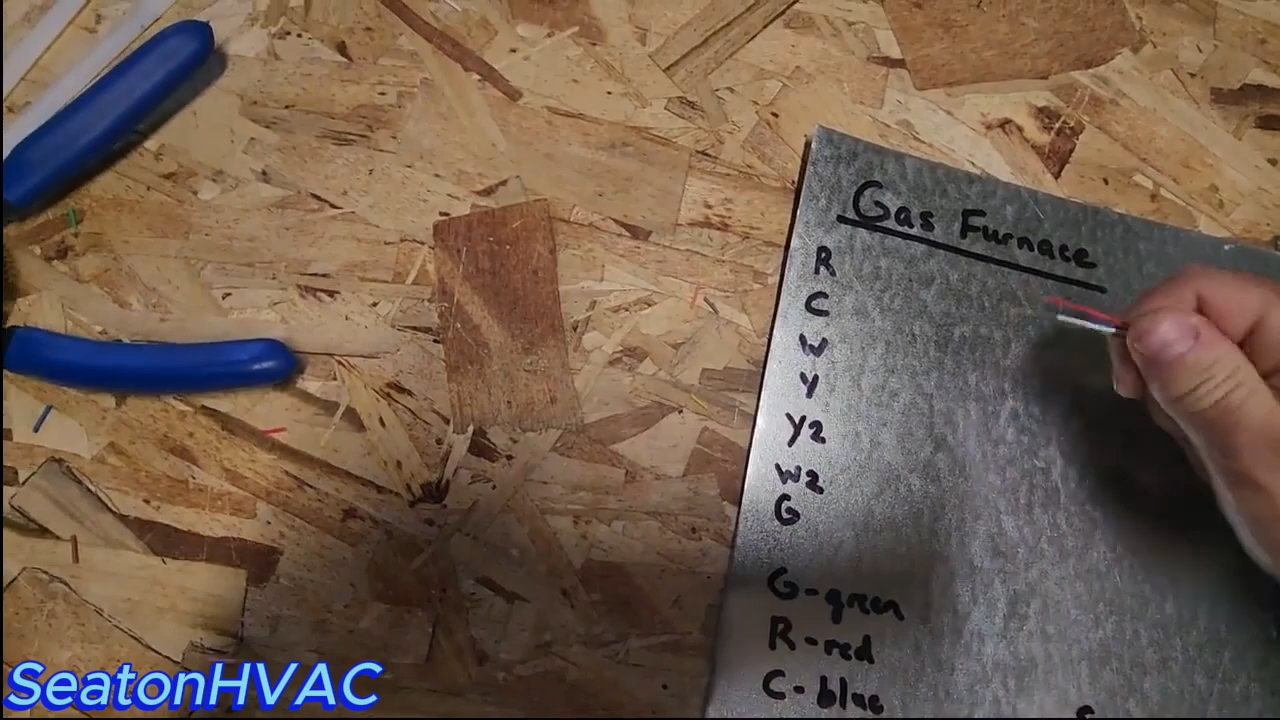 Gas Furnace
R
C
W
Y
Y2
W2
G
G-green
R-red
C-blue
SeatonHVAC